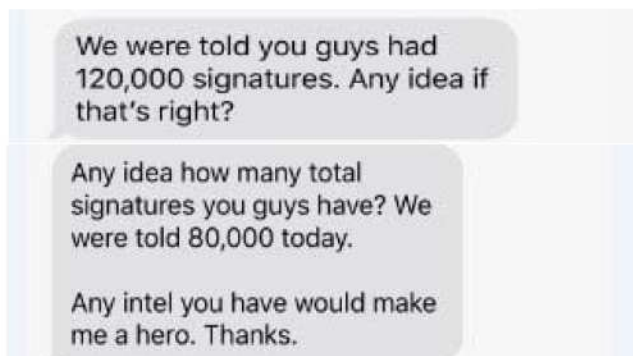 We were told you guys had
120,000 signatures. Any idea if
that's right?
Any idea how many total
signatures you guys have? We
were told 80,000 today.
Any intel you have would make
me a hero. Thanks.